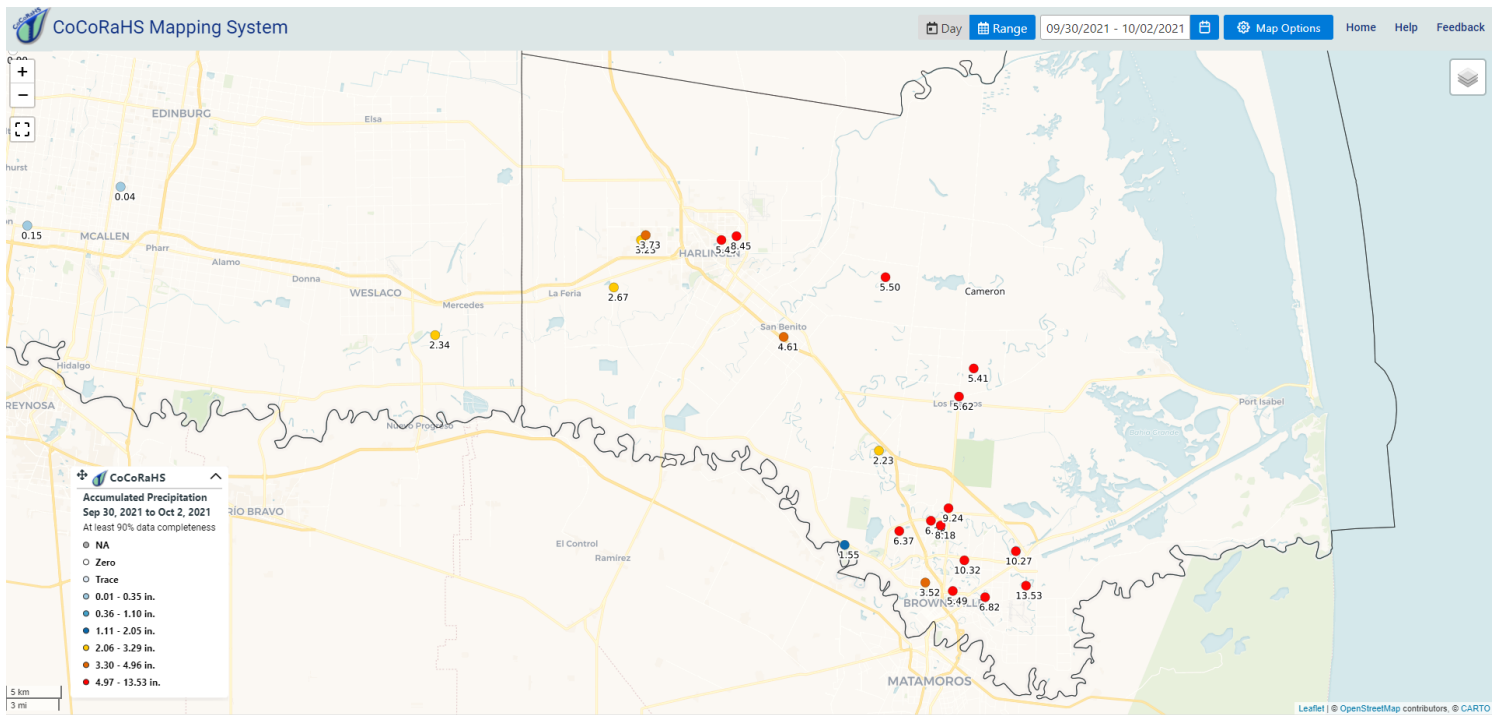 CoCoRaHS Mapping System
Day
Range
09/30/2021 - 10/02/2021
Map Options
Home
Help
Feedback
+
−
EDINBURG
Elsa
hurst
0.04
0.15
MCALLEN
Pharr
Alamo
Donna
WESLACO
Mercedes
2.34
Hidalgo
REYNOSA
Nuevo Progreso
La Feria
2.67
3.73
3.23
HARLINGEN
8.45
5.50
Cameron
San Benito
4.61
5.41
5.62
Port Isabel
2.23
9.24
8.18
6.37
1.55
10.32
10.27
3.52
5.49
6.82
13.53
BROWNSVILLE
MATAMOROS
El Control
Ramirez
RÍO BRAVO
CoCoRaHS
Accumulated Precipitation
Sep 30, 2021 to Oct 2, 2021
At least 90% data completeness
NA
Zero
Trace
0.01 - 0.35 in.
0.36 - 1.10 in.
1.11 - 2.05 in.
2.06 - 3.29 in.
3.30 - 4.96 in.
4.97 - 13.53 in.
5 km
3 mi
Leaflet | © OpenStreetMap contributors, © CARTO